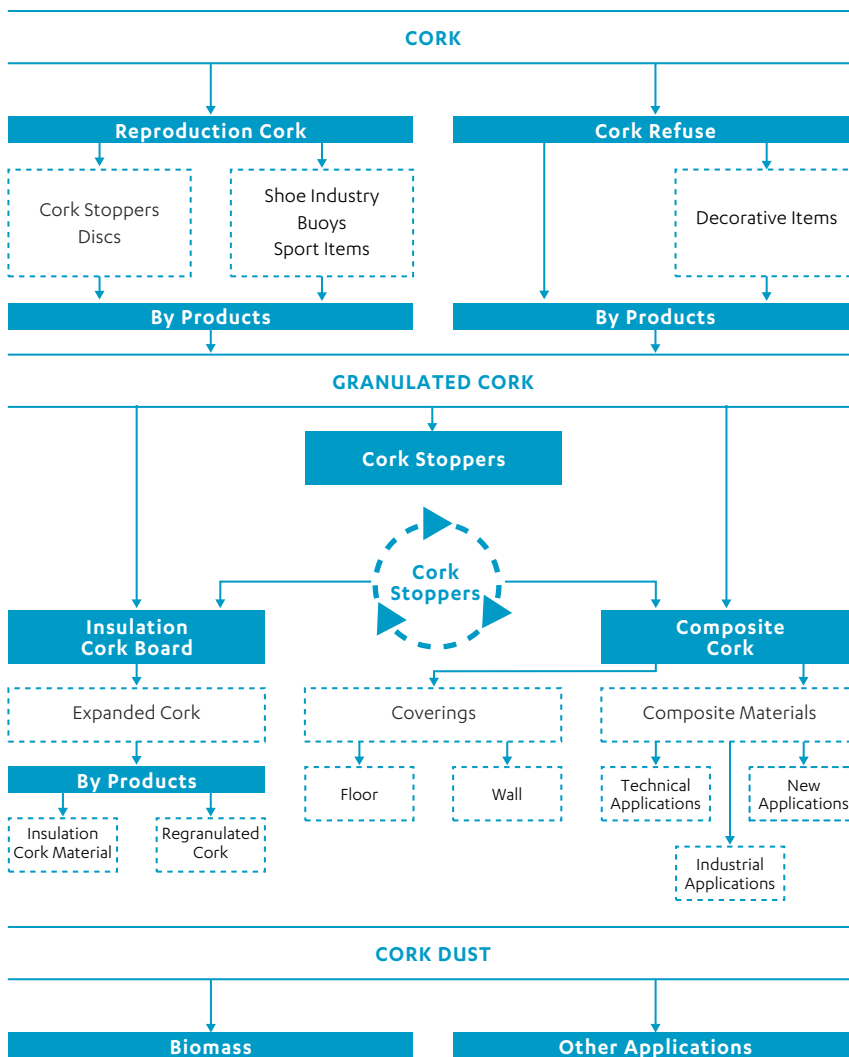 CORK
Reproduction Cork
Cork Refuse
Cork Stoppers
Discs
Shoe Industry
Buoys
Sport Items
Decorative Items
By Products
By Products
GRANULATED CORK
Cork Stoppers
Cork
Stoppers
Insulation
Cork Board
Composite
Cork
Expanded Cork
Coverings
Composite Materials
By Products
Floor
Wall
Technical
Applications
New
Applications
Insulation
Cork Material
Regranulated
Cork
Industrial
Applications
CORK DUST
Biomass
Other Applications